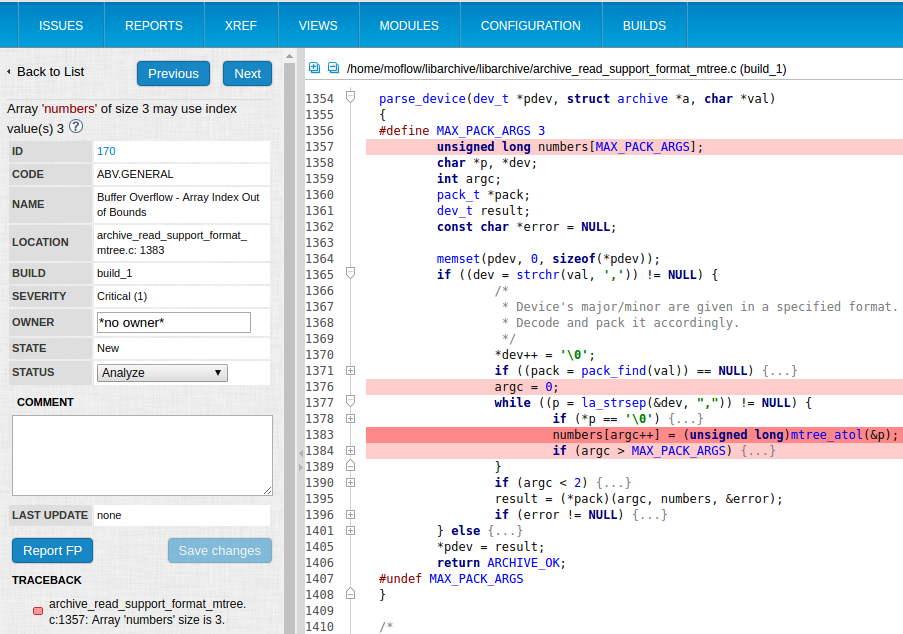 ISSUES REPORTS XREF VIEWS MODULES CONFIGURATION BUILDS
Back to List Previous Next
Array 'numbers' of size 3 may use index
value(s) 3 ?
ID 170
CODE ABV.GENERAL
NAME Buffer Overflow - Array Index Out
of Bounds
LOCATION archive_read_support_format_
mtree.c: 1383
BUILD build_1
SEVERITY Critical (1)
OWNER *no owner*
STATE New
STATUS Analyze
COMMENT
LAST UPDATE none
Report FP Save changes
TRACEBACK
archive_read_support_format_mtree.
c:1357: Array 'numbers' size is 3.
/home/moflow/libarchive/libarchive/archive_read_support_format_mtree.c (build_1)
1354 parse_device(dev_t *pdev, struct archive *a, char *val)
1355 {
1356 #define MAX_PACK_ARGS 3
1357 unsigned long numbers[MAX_PACK_ARGS];
1358 char *p, *dev;
1359 int argc;
1360 pack_t *pack;
1361 dev_t result;
1362 const char *error = NULL;
1363
1364 memset(pdev, 0, sizeof(*pdev));
1365 if ((dev = strchr(val, ',')) != NULL) {
1366 /*
1367 * Device's major/minor are given in a specified format.
1368 * Decode and pack it accordingly.
1369 */
1370 *dev++ = '\0';
1371 if ((pack = pack_find(val)) == NULL) {...}
1376 argc = 0;
1377 while ((p = la_strsep(&dev, ",")) != NULL) {
1378 if (*p == '\0') {...}
1383 numbers[argc++] = (unsigned long)mtree_atol(&p);
1384 if (argc > MAX_PACK_ARGS) {...}
1389 }
1390 if (argc < 2) {...}
1395 result = (*pack)(argc, numbers, &error);
1396 if (error != NULL) {...}
1401 } else {...}
1405 *pdev = result;
1406 return ARCHIVE_OK;
1407 #undef MAX_PACK_ARGS
1408 }
1409
1410 /*